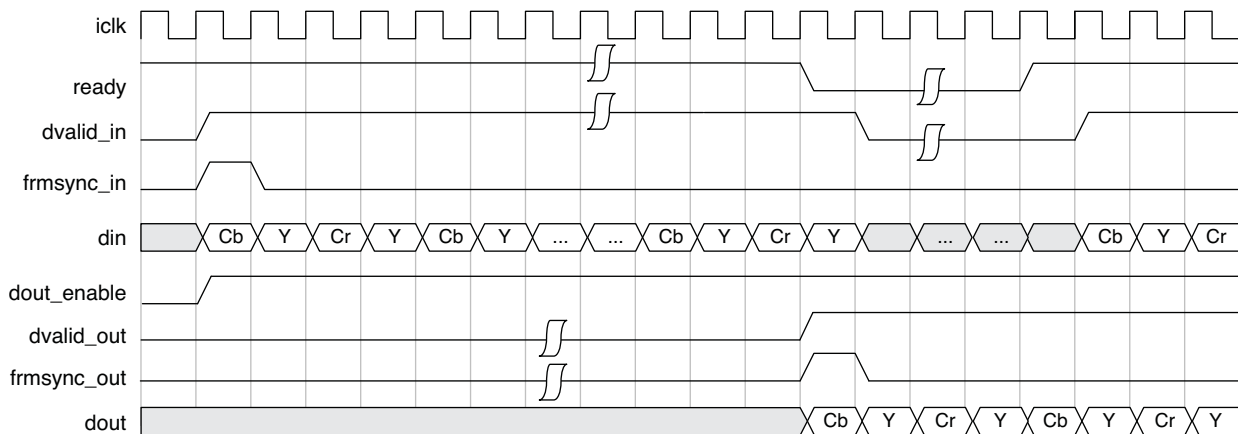 iclk
ready
dvalid_in
frmsync_in
din Cb Y Cr Y Cb Y ... ... Cb Y Cr Y ... ... Cb Y Cr
dout_enable
dvalid_out
frmsync_out
dout Cb Y Cr Y Cb Y Cr Y